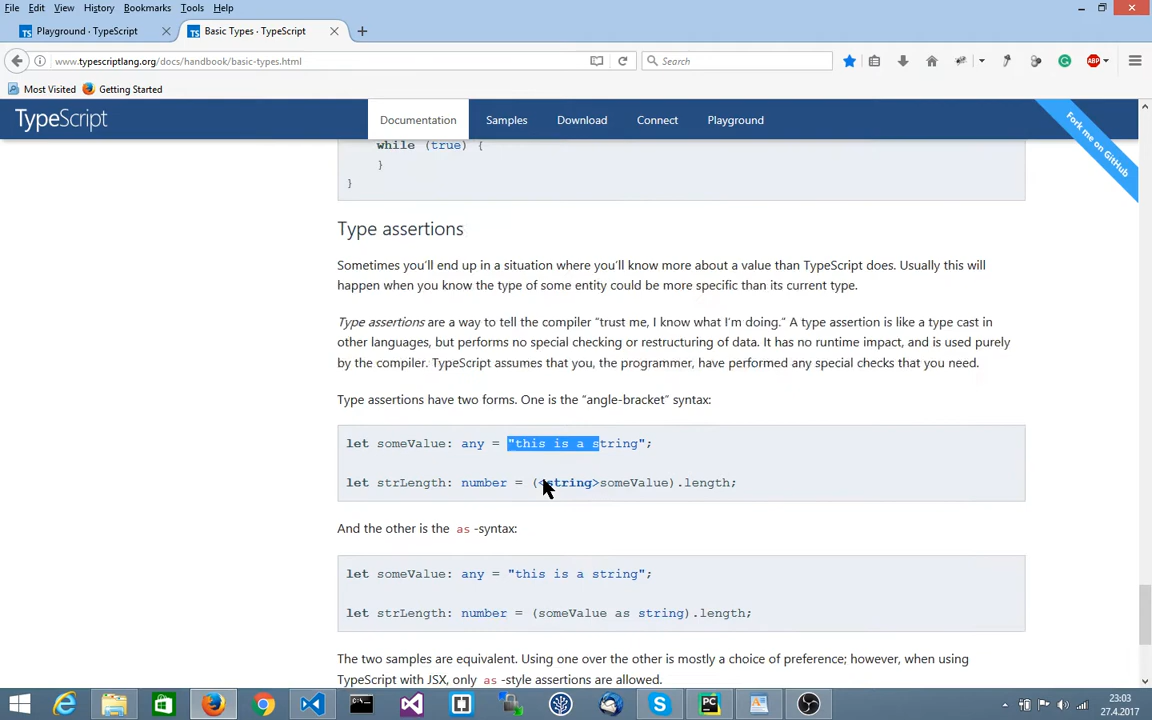 File Edit View History Bookmarks Tools Help
Playground · TypeScript
Basic Types · TypeScript
www.typescriptlang.org/docs/handbook/basic-types.html
Search
ABP
Most Visited
Getting Started
TypeScript
Documentation
Samples
Download
Connect
Playground
Fork me on GitHub
while (true) {
}
}
Type assertions
Sometimes you'll end up in a situation where you'll know more about a value than TypeScript does. Usually this will
happen when you know the type of some entity could be more specific than its current type.
Type assertions are a way to tell the compiler “trust me, I know what I'm doing.” A type assertion is like a type cast in
other languages, but performs no special checking or restructuring of data. It has no runtime impact, and is used purely
by the compiler. TypeScript assumes that you, the programmer, have performed any special checks that you need.
Type assertions have two forms. One is the “angle-bracket” syntax:
let someValue: any = "this is a string";
let strLength: number = (<string>someValue).length;
And the other is the as -syntax:
let someValue: any = "this is a string";
let strLength: number = (someValue as string).length;
The two samples are equivalent. Using one over the other is mostly a choice of preference; however, when using
TypeScript with JSX, only as -style assertions are allowed.
23:03
27.4.2017